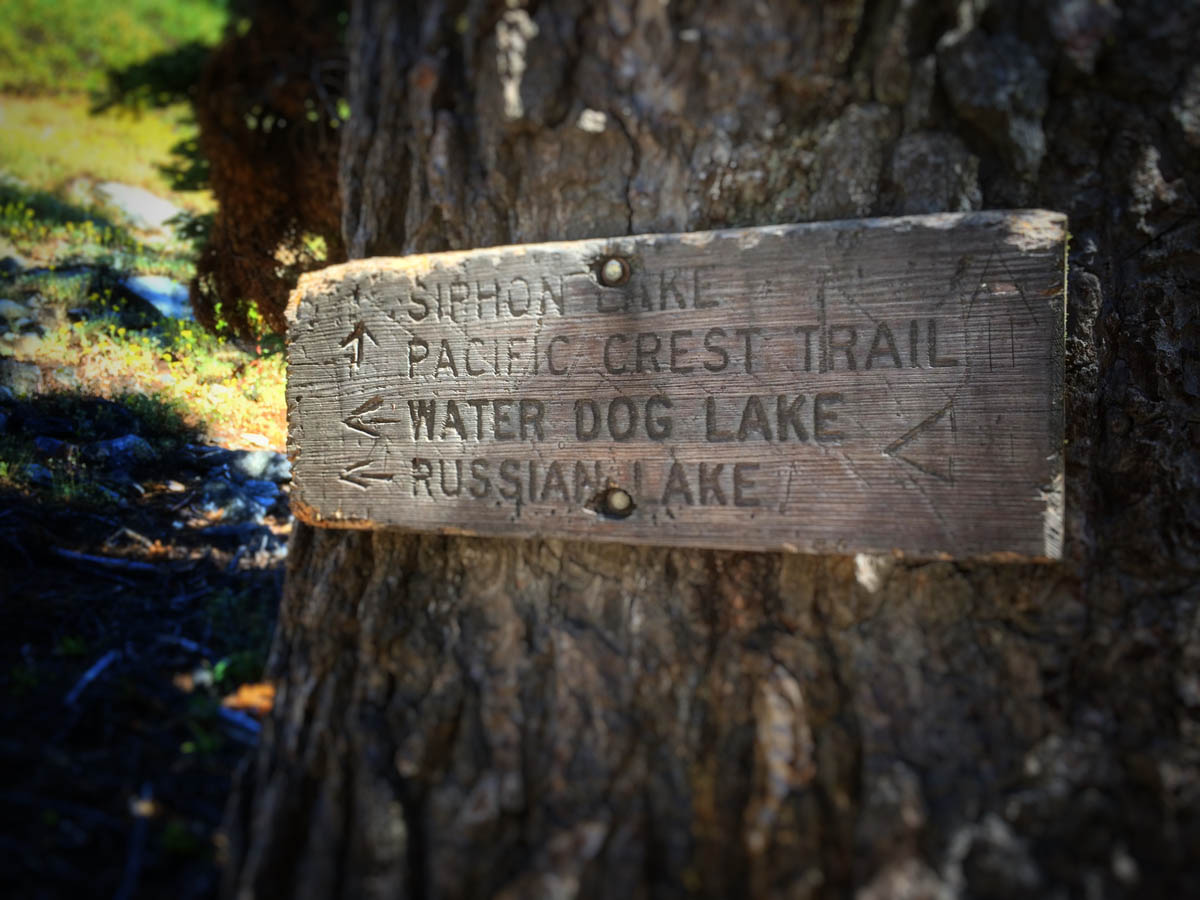 SIPHON LAKE
PACIFIC CREST TRAIL
WATER DOG LAKE
RUSSIAN LAKE